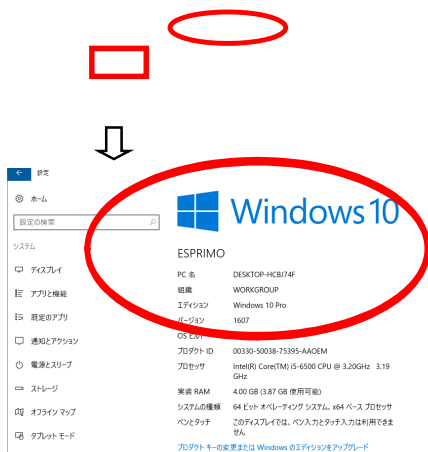 設定
ホーム
設定の検索
システム
ディスプレイ
アプリと機能
既定のアプリ
通知とアクション
電源とスリープ
ストレージ
オフライン マップ
タブレット モード
Windows 10
ESPRIMO
PC 名 DESKTOP-HCBJ74F
組織 WORKGROUP
エディション Windows 10 Pro
バージョン 1607
OS ビルド
プロダクト ID 00330-50038-75395-AAOEM
プロセッサ Intel(R) Core(TM) i5-6500 CPU @ 3.20GHz 3.19
GHz
実装 RAM 4.00 GB (3.87 GB 使用可能)
システムの種類 64 ビット オペレーティング システム、x64 ベース プロセッサ
ペンとタッチ このディスプレイでは、ペン入力とタッチ入力は利用できま
せん
プロダクト キーの変更または Windows のエディションをアップグレード